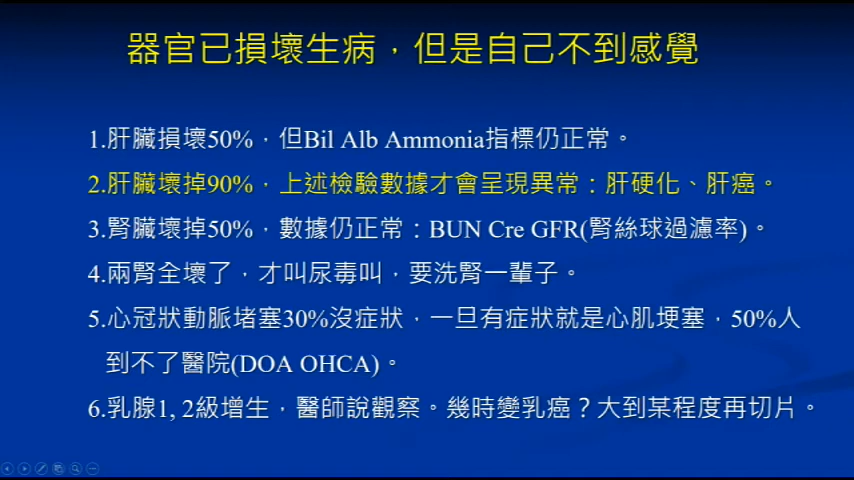 器官已損壞生病，但是自己不到感覺
1.肝臟損壞50%，但Bil Alb Ammonia指標仍正常。
2.肝臟壞掉90%，上述檢驗數據才會呈現異常：肝硬化、肝癌。
3.腎臟壞掉50%，數據仍正常：BUN Cre GFR(腎絲球過濾率)。
4.兩腎全壞了，才叫尿毒叫，要洗腎一輩子。
5.心冠狀動脈堵塞30%沒症狀，一旦有症狀就是心肌埂塞，50%人
到不了醫院(DOA OHCA)。
6.乳腺1, 2級增生，醫師說觀察。幾時變乳癌？大到某程度再切片。